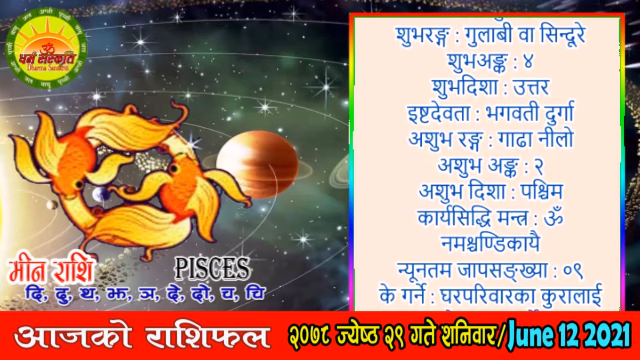 ॐ
धर्म संस्कृति
Dharma Sanskriti
शुभरङ्ग : गुलाबी वा सिन्दूरे
शुभअङ्क : ४
शुभदिशा : उत्तर
इष्टदेवता : भगवती दुर्गा
अशुभ रङ्ग : गाढा नीलो
अशुभ अङ्क : २
अशुभ दिशा : पश्चिम
कार्यसिद्धि मन्त्र : ॐ
नमश्चण्डिकायै
न्यूनतम जापसङ्ख्या : ०९
के गर्ने : घरपरिवारका कुरालाई
मीन राशि PISCES
दि, दु, थ, झ, ञ, दे, दो, च, चि
आजको राशिफल २०७८ ज्येष्ठ २९ गते शनिवार/June 12 2021